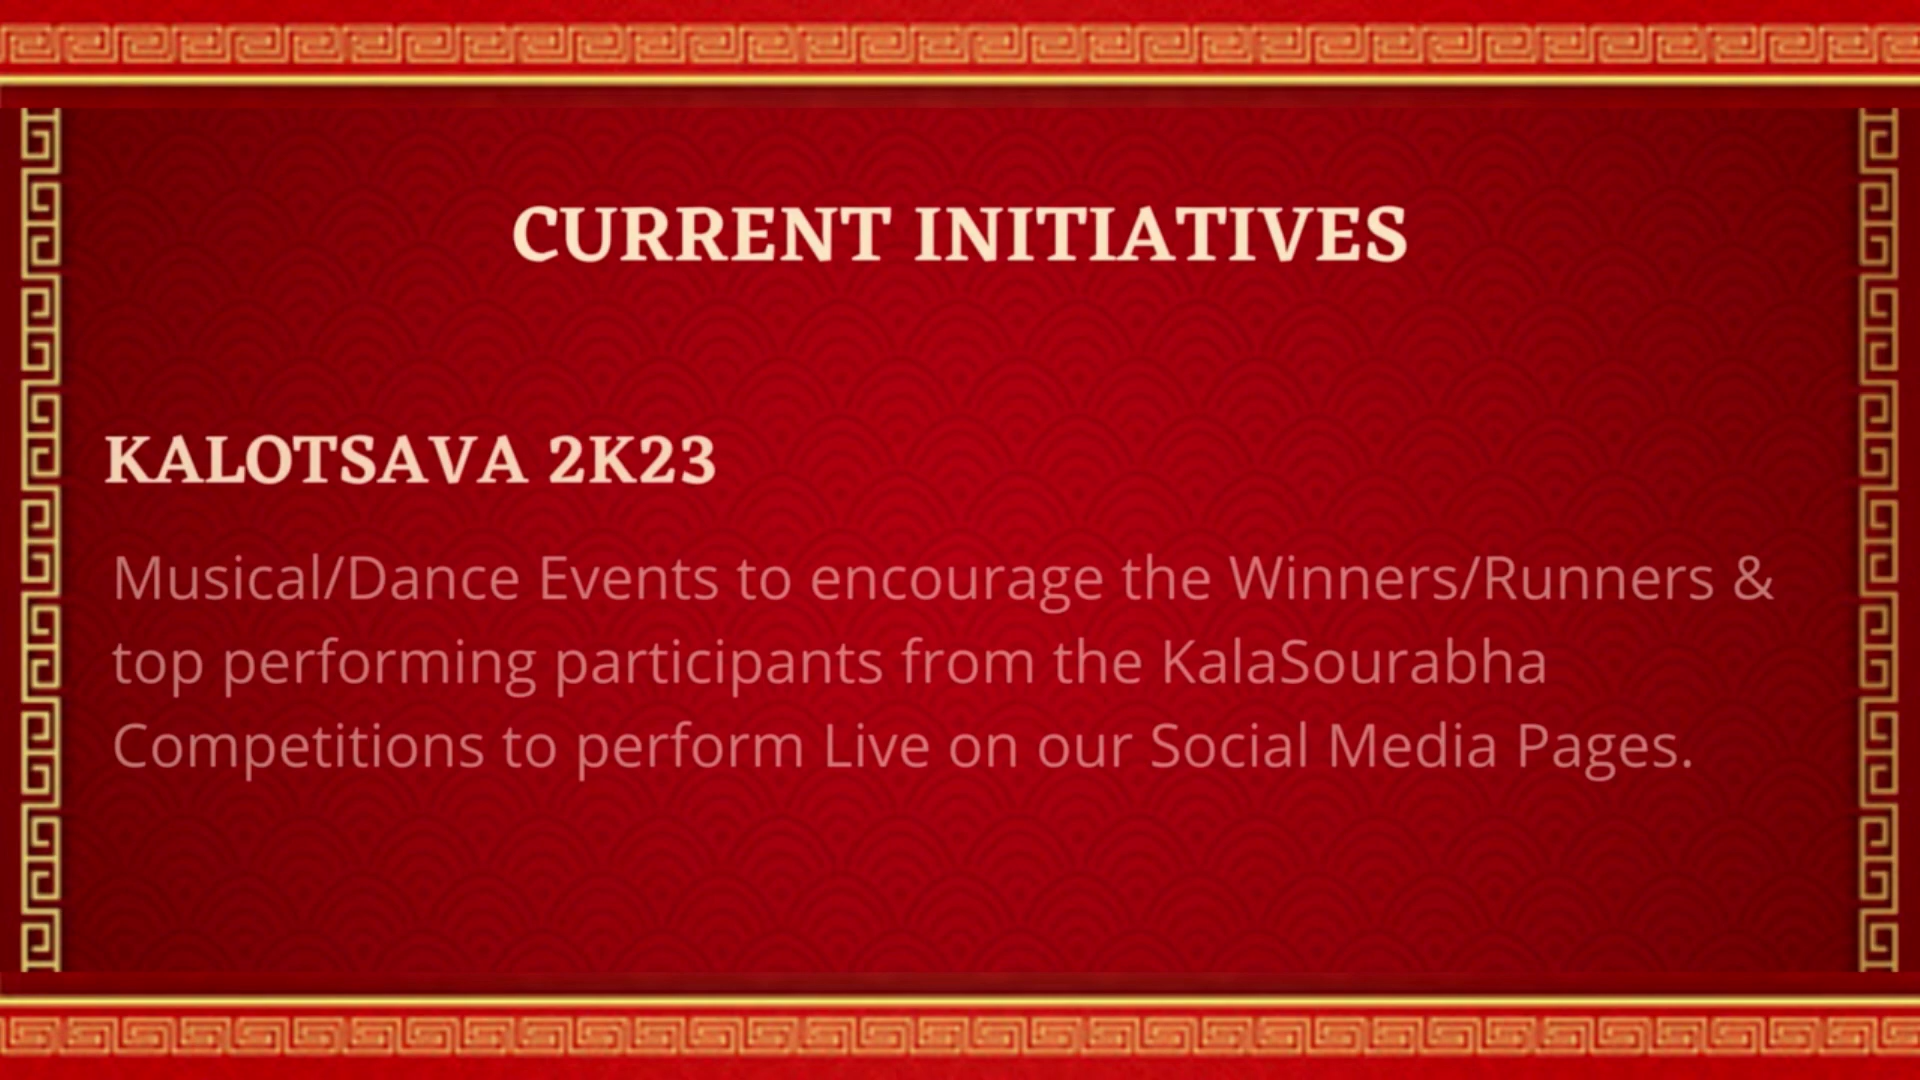 CURRENT INITIATIVES
KALOTSAVA 2K23
Musical/Dance Events to encourage the Winners/Runners &
top performing participants from the KalaSourabha
Competitions to perform Live on our Social Media Pages.